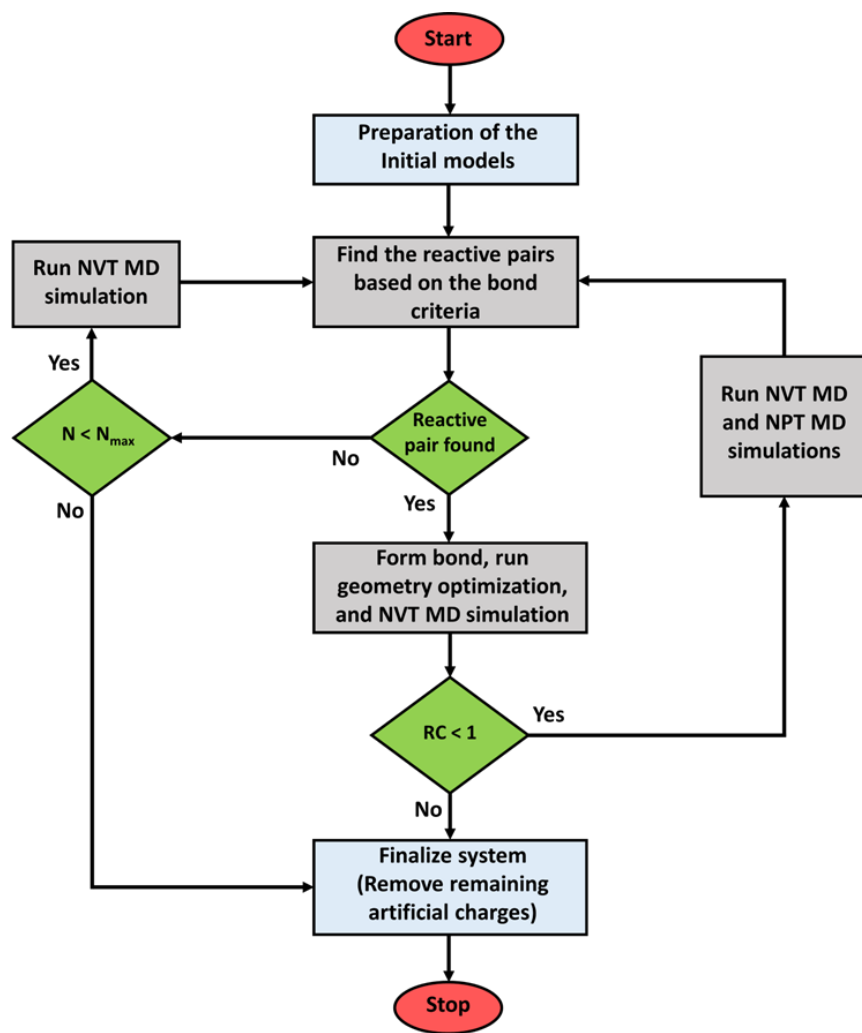 Start
Preparation of the
Initial models
Find the reactive pairs
based on the bond
criteria
Run NVT MD
simulation
Yes
N < Nmax
No
Reactive
pair found
No
Yes
Run NVT MD
and NPT MD
simulations
Form bond, run
geometry optimization,
and NVT MD simulation
RC < 1
Yes
No
Finalize system
(Remove remaining
artificial charges)
Stop